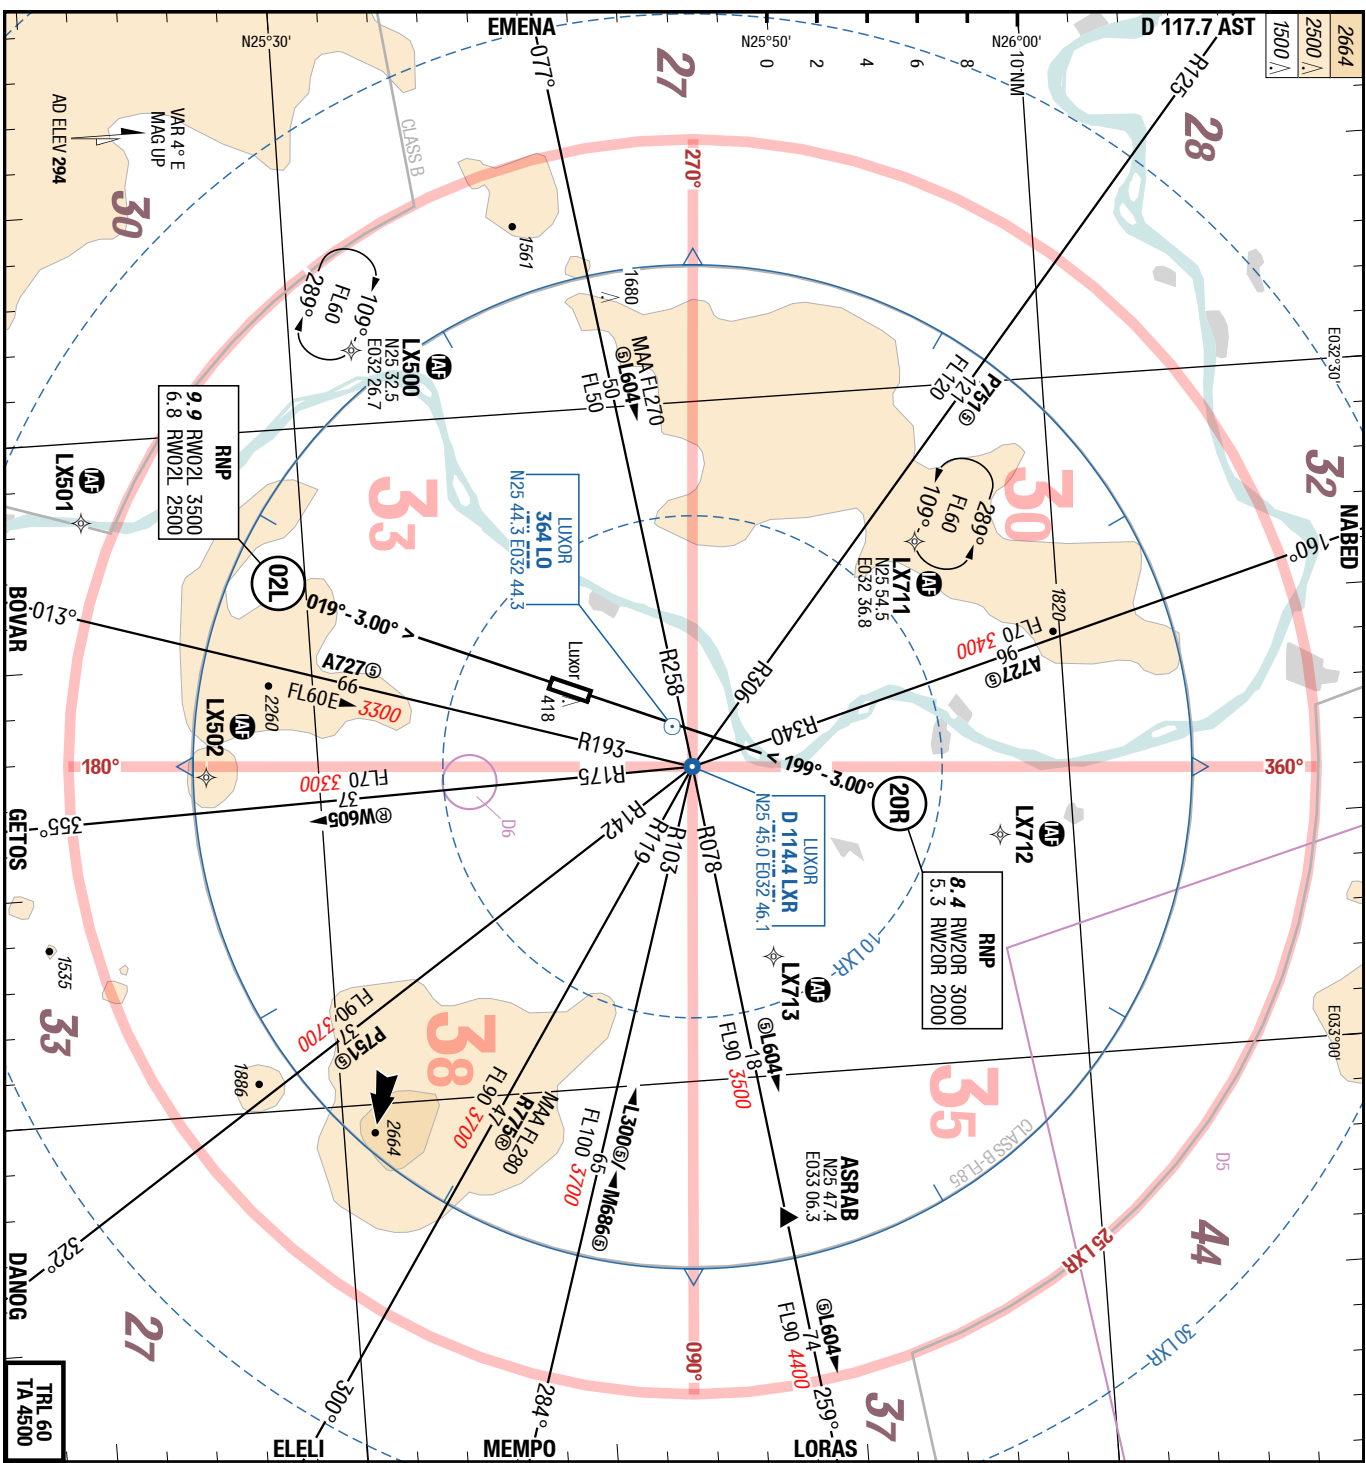 EMENA
D 117.7 AST
2664
2500
1500
N25°30'
N25°50'
N26°00'
0
2
4
6
8
10 NM
27
28
30
32
077°
R125
CLASS B
VAR 4° E
MAG UP
AD ELEV 294
270°
1561
1680
E032°30'
109°
FL60
289°
IAF
LX500
N25 32.5
E032 26.7
MAA FL270
⑤L604
50
FL50
P751⑤
121
FL120
RNP
9.9 RW02L 3500
6.8 RW02L 2500
IAF
LX501
33
30
289°
FL60
109°
IAF
LX711
N25 54.5
E032 36.8
NABED
160°
LUXOR
364 LO
N25 44.3 E032 44.3
02L
019° - 3.00° >
BOVAR
013°
A727⑤
66
FL60E
3300
2260
IAF
LX502
Luxor
418
R258
R306
R340
R193
R175
1820
FL70 3400
96
A727⑤
180°
360°
< 199° - 3.00°
20R
FL70 3300
37
ⓇW605
355°
GETOS
D6
R142
R119
R103
R078
LUXOR
D 114.4 LXR
N25 45.0 E032 46.1
IAF
LX712
RNP
8.4 RW20R 3000
5.3 RW20R 2000
10 LXR
IAF
LX713
1535
33
FL90 3700
37
P751⑤
1886
38
2664
FL90 3700
47
R775Ⓡ
MAA FL280
L300⑤/
M686⑤
65
FL100 3700
⑤L604
18
FL90 3500
35
E033°00'
CLASS B-FL85
D5
ASRAB
N25 47.4
E033 06.3
44
25 LXR
30 LXR
322°
DANOG
27
090°
⑤L604
74
FL90 4400
259°
37
TRL 60
TA 4500
300°
ELELI
284°
MEMPO
LORAS